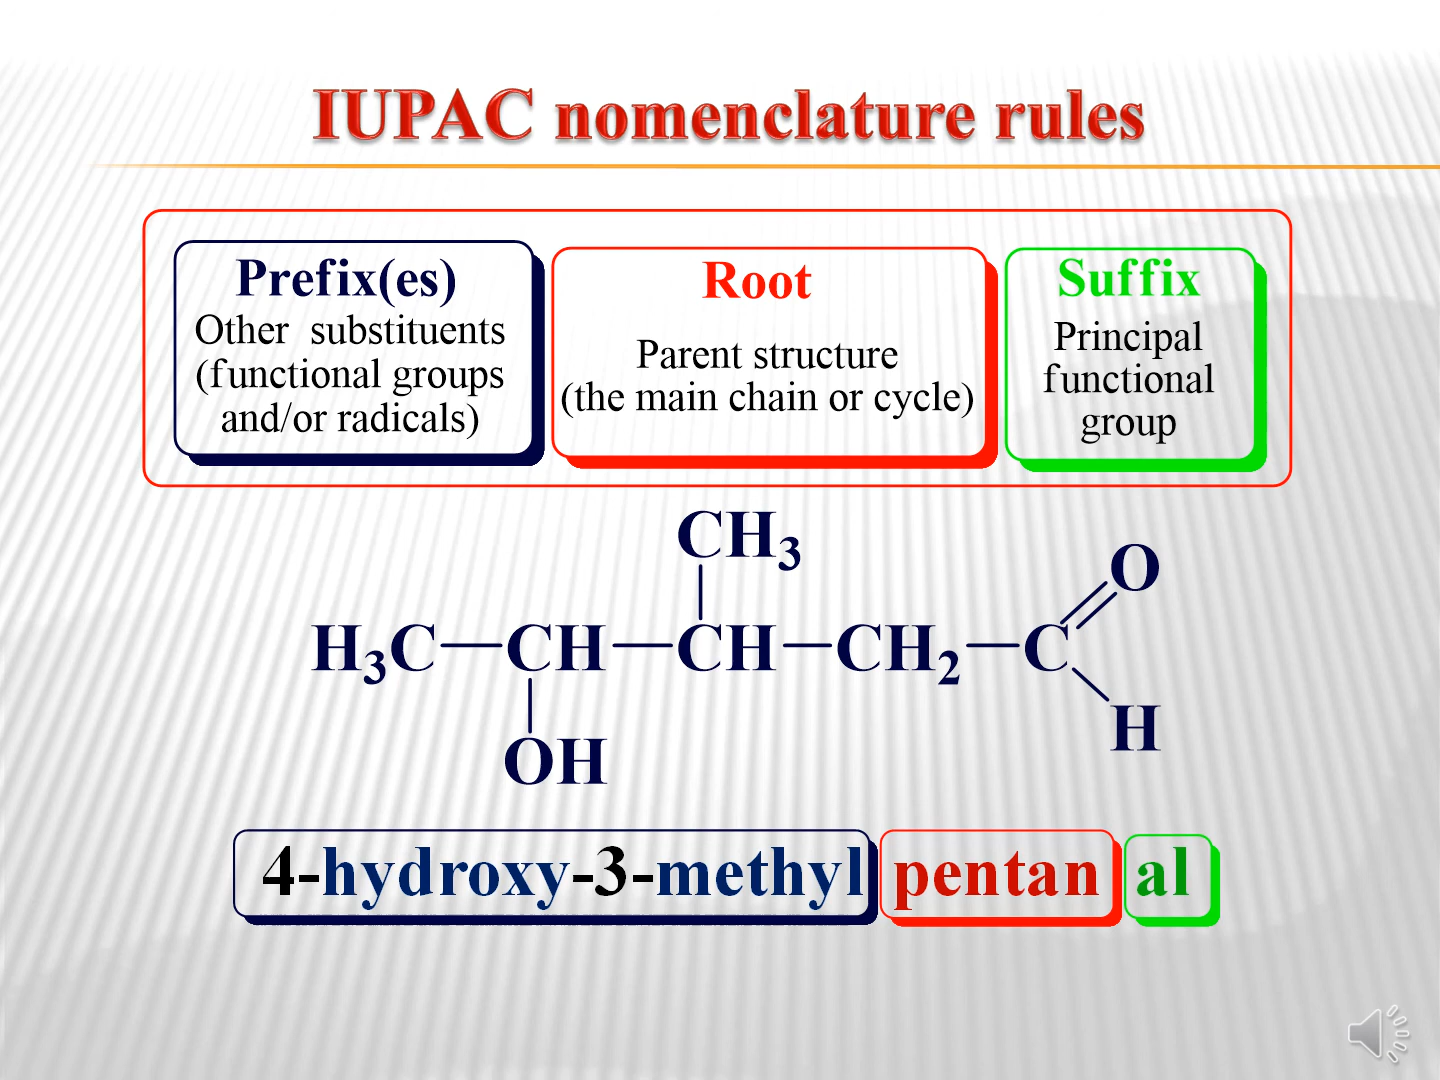 IUPAC nomenclature rules
Prefix(es)
Other substituents
(functional groups
and/or radicals)
Root
Parent structure
(the main chain or cycle)
Suffix
Principal
functional
group
CH3
O
H3C—CH—CH—CH2—C
H
OH
4-hydroxy-3-methyl pentan al